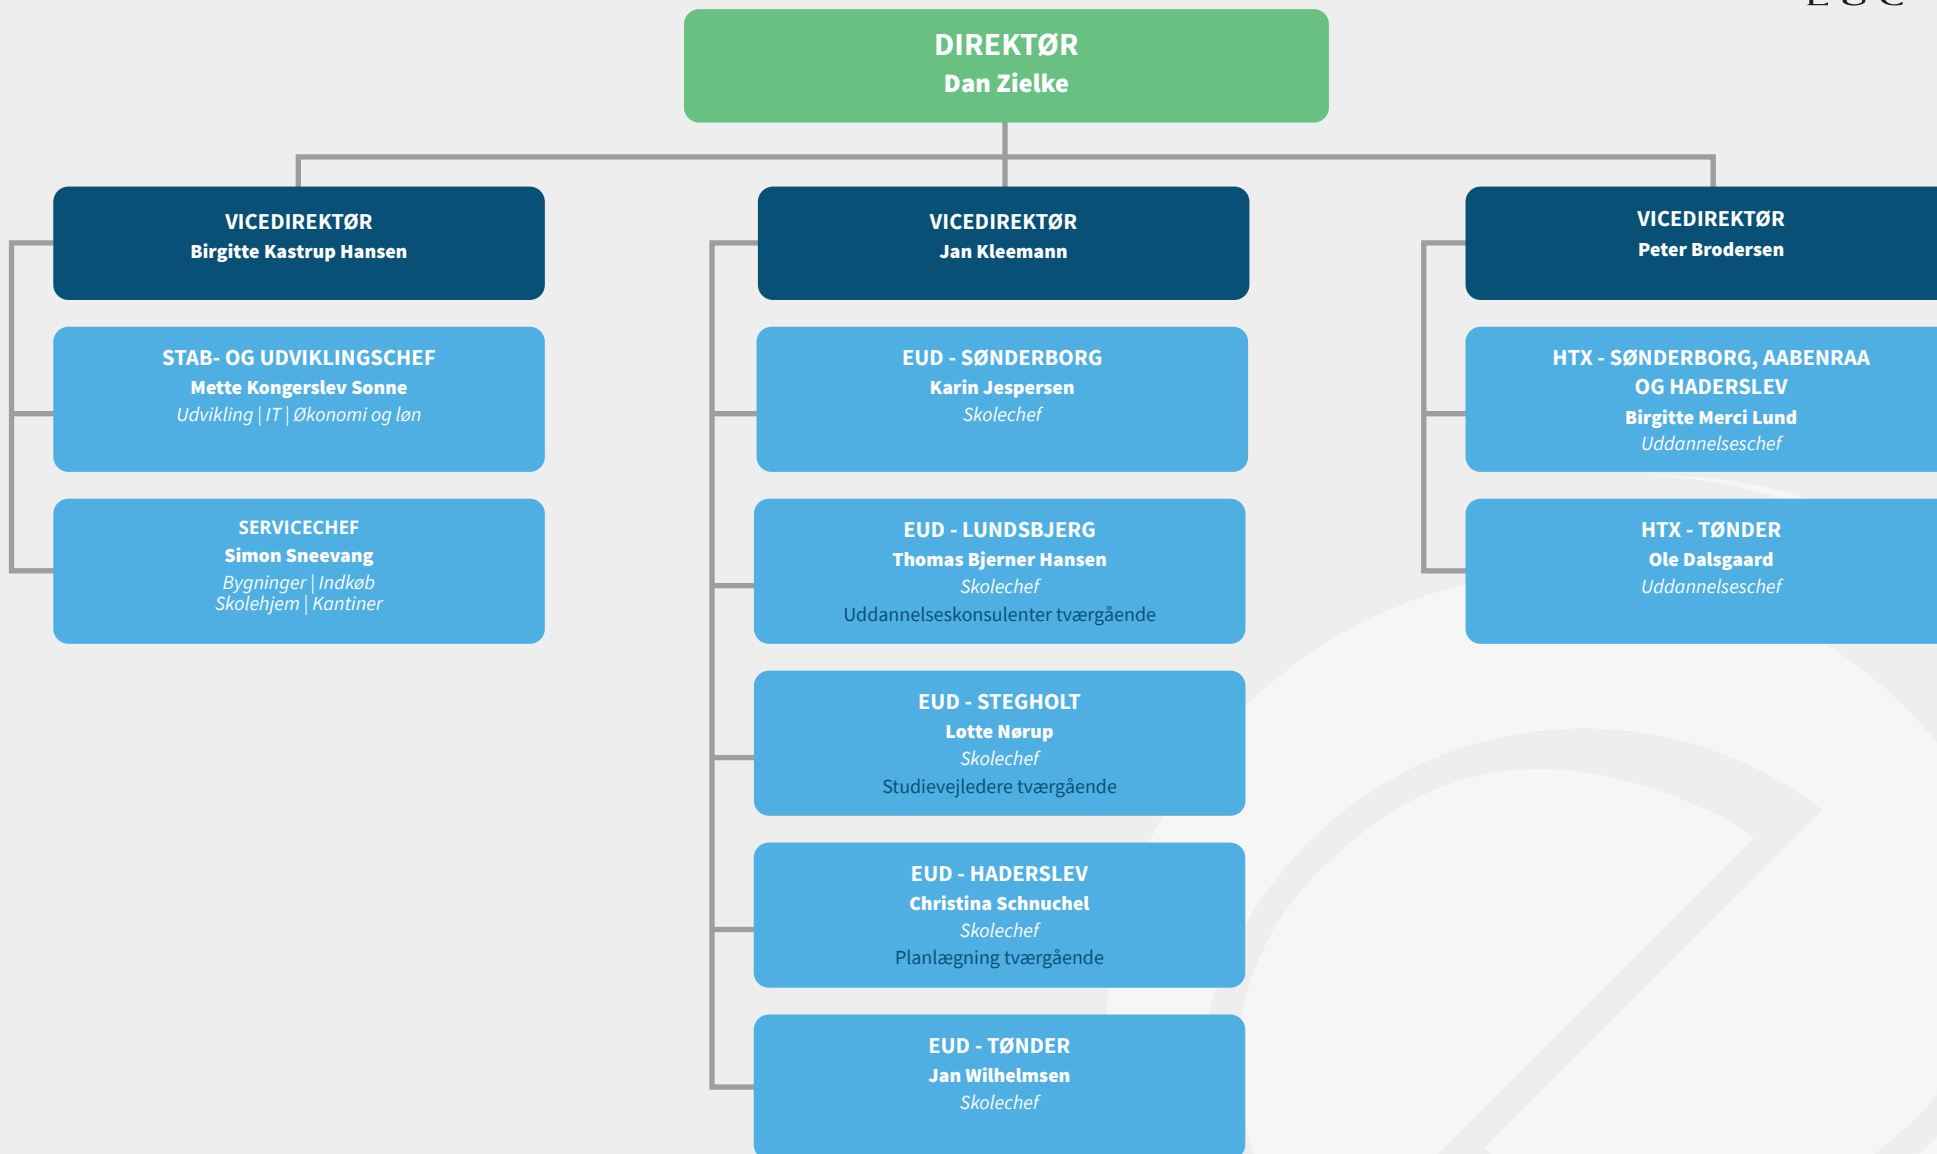 DIREKTØR
Dan Zielke
VICEDIREKTØR
Birgitte Kastrup Hansen
STAB- OG UDVIKLINGSCHEF
Mette Kongerslev Sonne
Udvikling | IT | Økonomi og løn
SERVICECHEF
Simon Sneevang
Bygninger | Indkøb
Skolehjem | Kantiner
VICEDIREKTØR
Jan Kleemann
EUD - SØNDERBORG
Karin Jespersen
Skolechef
EUD - LUNDSBJERG
Thomas Bjerner Hansen
Skolechef
Uddannelseskonsulenter tværgående
EUD - STEGHOLT
Lotte Nørup
Skolechef
Studievejledere tværgående
EUD - HADERSLEV
Christina Schnuchel
Skolechef
Planlægning tværgående
EUD - TØNDER
Jan Wilhelmsen
Skolechef
VICEDIREKTØR
Peter Brodersen
HTX - SØNDERBORG, AABENRAA
OG HADERSLEV
Birgitte Merci Lund
Uddannelseschef
HTX - TØNDER
Ole Dalsgaard
Uddannelseschef